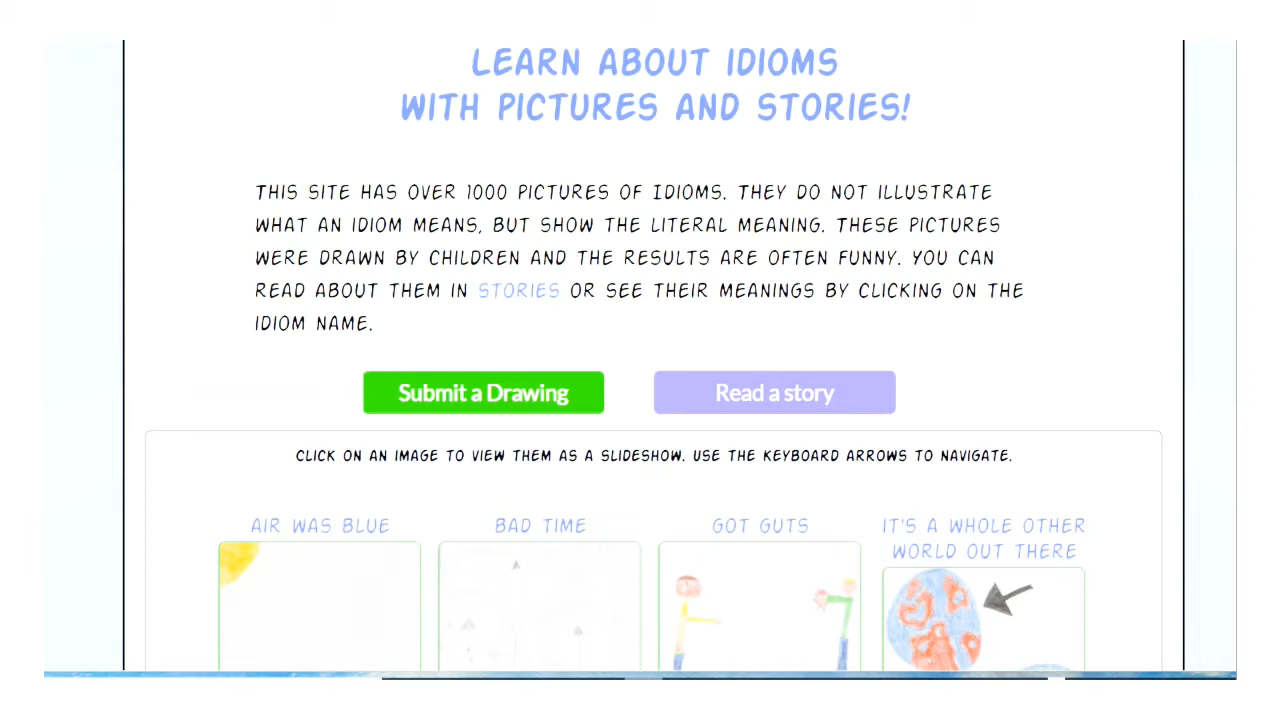 LEARN ABOUT IDIOMS
WITH PICTURES AND STORIES!
THIS SITE HAS OVER 1000 PICTURES OF IDIOMS. THEY DO NOT ILLUSTRATE
WHAT AN IDIOM MEANS, BUT SHOW THE LITERAL MEANING. THESE PICTURES
WERE DRAWN BY CHILDREN AND THE RESULTS ARE OFTEN FUNNY. YOU CAN
READ ABOUT THEM IN STORIES OR SEE THEIR MEANINGS BY CLICKING ON THE
IDIOM NAME.
Submit a Drawing
Read a story
CLICK ON AN IMAGE TO VIEW THEM AS A SLIDESHOW. USE THE KEYBOARD ARROWS TO NAVIGATE.
AIR WAS BLUE
BAD TIME
GOT GUTS
IT'S A WHOLE OTHER
WORLD OUT THERE